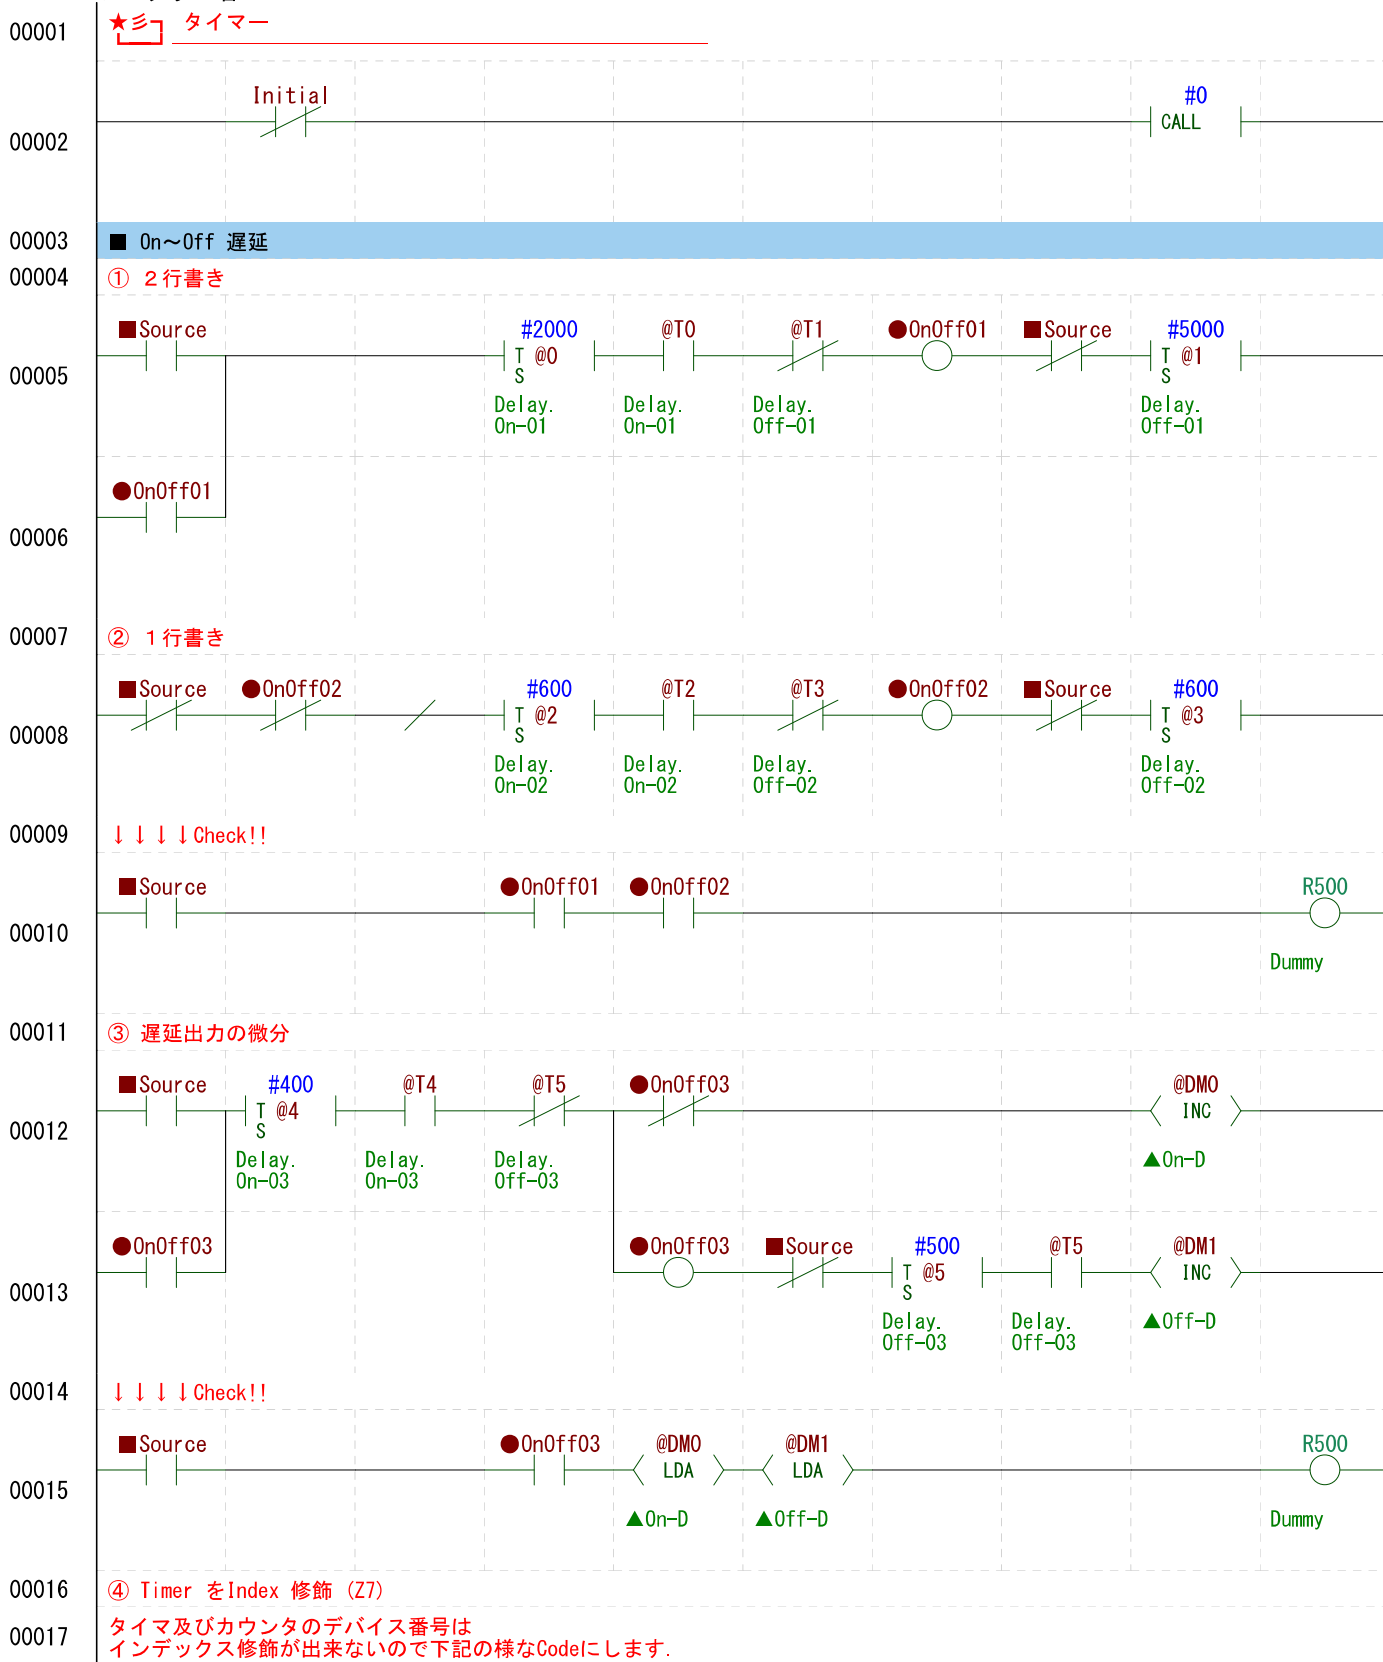 00001 ★彡┓ タイマー
Initial #0
CALL
00002
00003 ■ On～Off 遅延
00004 ① ２行書き
■Source #2000 @T0 @T1 ●OnOff01 ■Source #5000
T @0 T @1
00005 S S
Delay. Delay. Delay. Delay.
On-01 On-01 Off-01 Off-01
●OnOff01
00006
00007 ② １行書き
■Source ●OnOff02 #600 @T2 @T3 ●OnOff02 ■Source #600
T @2 T @3
00008 S S
Delay. Delay. Delay. Delay.
On-02 On-02 Off-02 Off-02
00009 ↓↓↓↓Check!!
■Source ●OnOff01 ●OnOff02 R500
00010
Dummy
00011 ③ 遅延出力の微分
■Source #400 @T4 @T5 ●OnOff03 @DM0
T @4 INC
00012 S
Delay. Delay. Delay. ▲On-D
On-03 On-03 Off-03
●OnOff03 ●OnOff03 ■Source #500 @T5 @DM1
T @5 INC
00013 S
Delay. Delay. ▲Off-D
Off-03 Off-03
00014 ↓↓↓↓Check!!
■Source ●OnOff03 @DM0 @DM1 R500
LDA LDA
00015
▲On-D ▲Off-D Dummy
00016 ④ Timer をIndex 修飾 (Z7)
00017 タイマ及びカウンタのデバイス番号は
インデックス修飾が出来ないので下記の様なCodeにします.